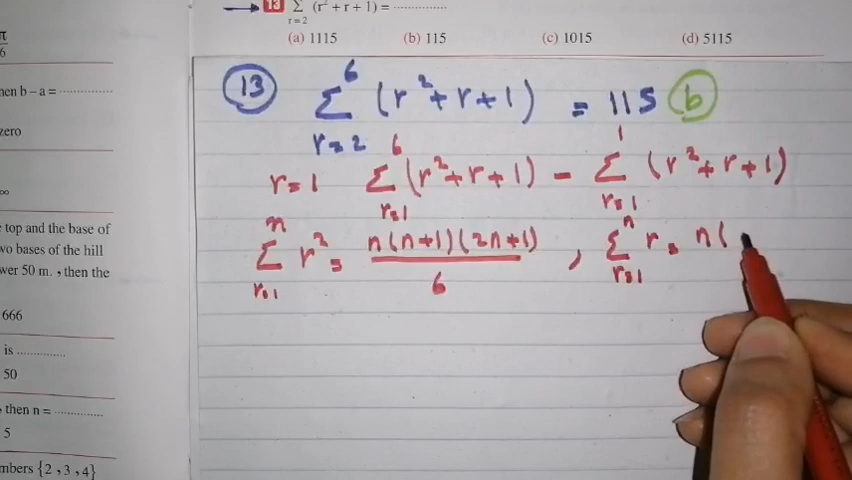 13 Σ (r² + r + 1) = ..............
r = 2
(a) 1115 (b) 115 (c) 1015 (d) 5115
π
6
hen b – a = ..............
zero
∞
e top and the base of
wo bases of the hill
wer 50 m. , then the
666
is ..............
50
, then n = ..............
5
mbers {2 , 3 , 4}
13 6 Σ r=2 (r² + r + 1) = 115 b
r=1 6 Σ r=1 (r² + r + 1) – 1 Σ r=1 (r² + r + 1)
n Σ r=1 r² = n(n+1)(2n+1) / 6 , n Σ r=1 r = n(